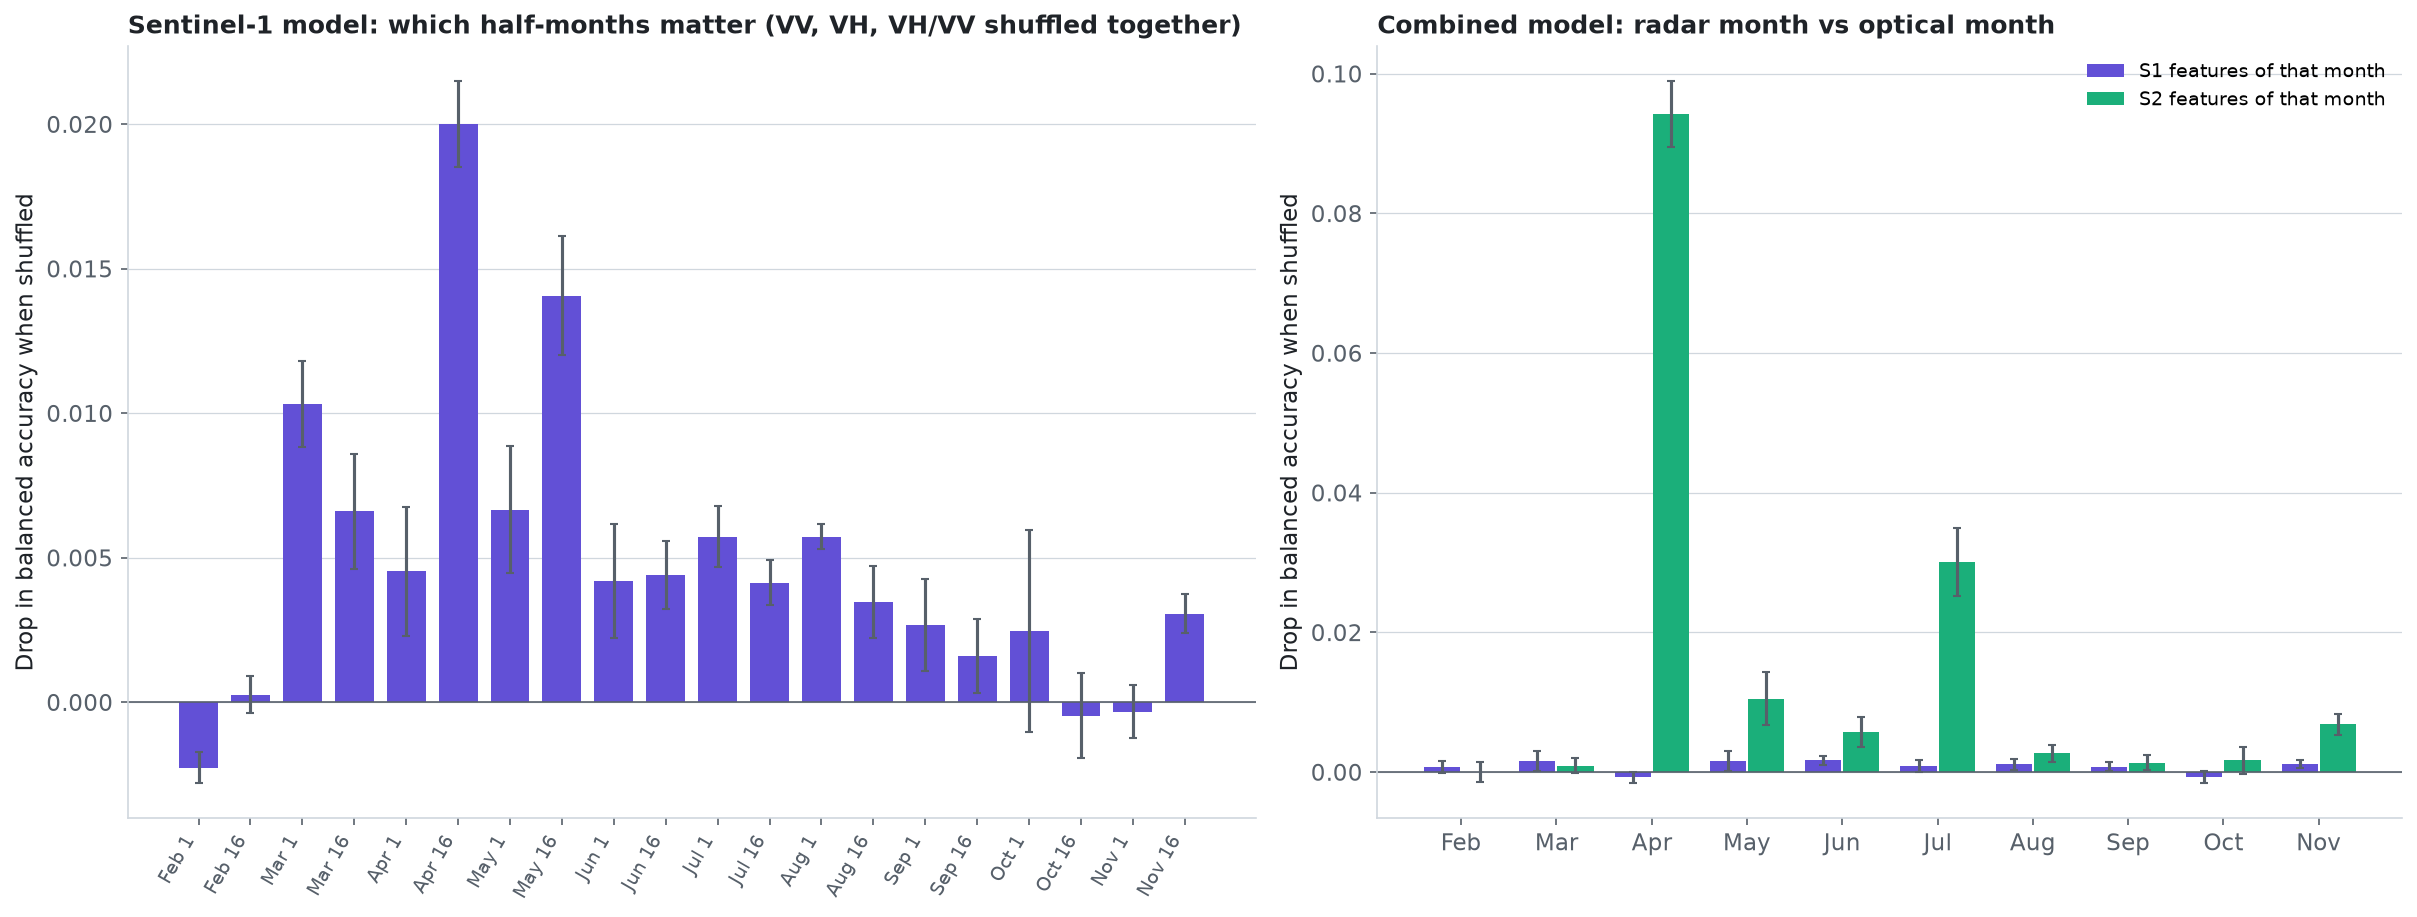 Sentinel-1 model: which half-months matter (VV, VH, VH/VV shuffled together)
Drop in balanced accuracy when shuffled
0.020
0.015
0.010
0.005
0.000
Feb 1
Feb 16
Mar 1
Mar 16
Apr 1
Apr 16
May 1
May 16
Jun 1
Jun 16
Jul 1
Jul 16
Aug 1
Aug 16
Sep 1
Sep 16
Oct 1
Oct 16
Nov 1
Nov 16
Combined model: radar month vs optical month
Drop in balanced accuracy when shuffled
0.10
0.08
0.06
0.04
0.02
0.00
S1 features of that month
S2 features of that month
Feb
Mar
Apr
May
Jun
Jul
Aug
Sep
Oct
Nov